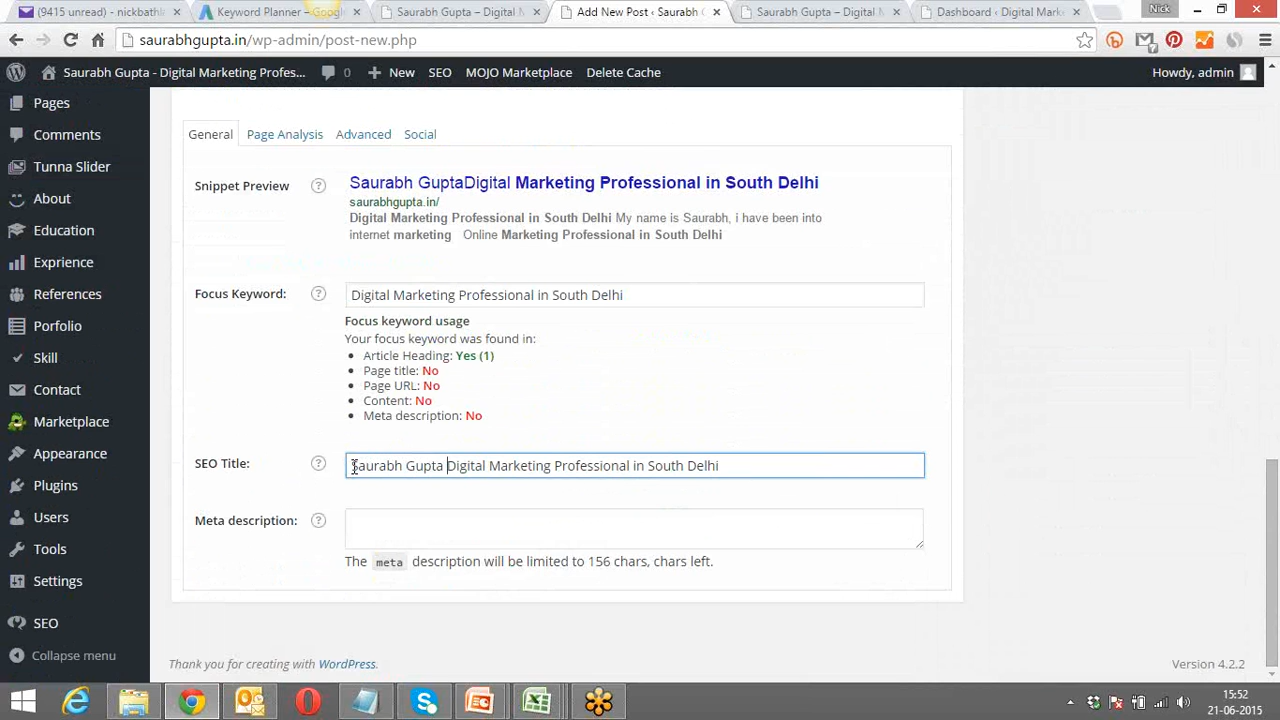 (9415 unread) - nickbathl
Keyword Planner – Google
Saurabh Gupta – Digital M
Add New Post ‹ Saurabh G
Saurabh Gupta – Digital M
Dashboard ‹ Digital Marke
Nick
saurabhgupta.in/wp-admin/post-new.php
Saurabh Gupta - Digital Marketing Profes...
0
New
SEO
MOJO Marketplace
Delete Cache
Howdy, admin
Pages
Comments
Tunna Slider
About
Education
Exprience
References
Porfolio
Skill
Contact
Marketplace
Appearance
Plugins
Users
Tools
Settings
SEO
Collapse menu
General
Page Analysis
Advanced
Social
Snippet Preview
?
Saurabh GuptaDigital Marketing Professional in South Delhi
saurabhgupta.in/
Digital Marketing Professional in South Delhi My name is Saurabh, i have been into
internet marketing Online Marketing Professional in South Delhi
Focus Keyword:
?
Digital Marketing Professional in South Delhi
Focus keyword usage
Your focus keyword was found in:
Article Heading: Yes (1)
Page title: No
Page URL: No
Content: No
Meta description: No
SEO Title:
?
Saurabh Gupta Digital Marketing Professional in South Delhi
Meta description:
?
The meta description will be limited to 156 chars, chars left.
Thank you for creating with WordPress.
Version 4.2.2
15:52
21-06-2015